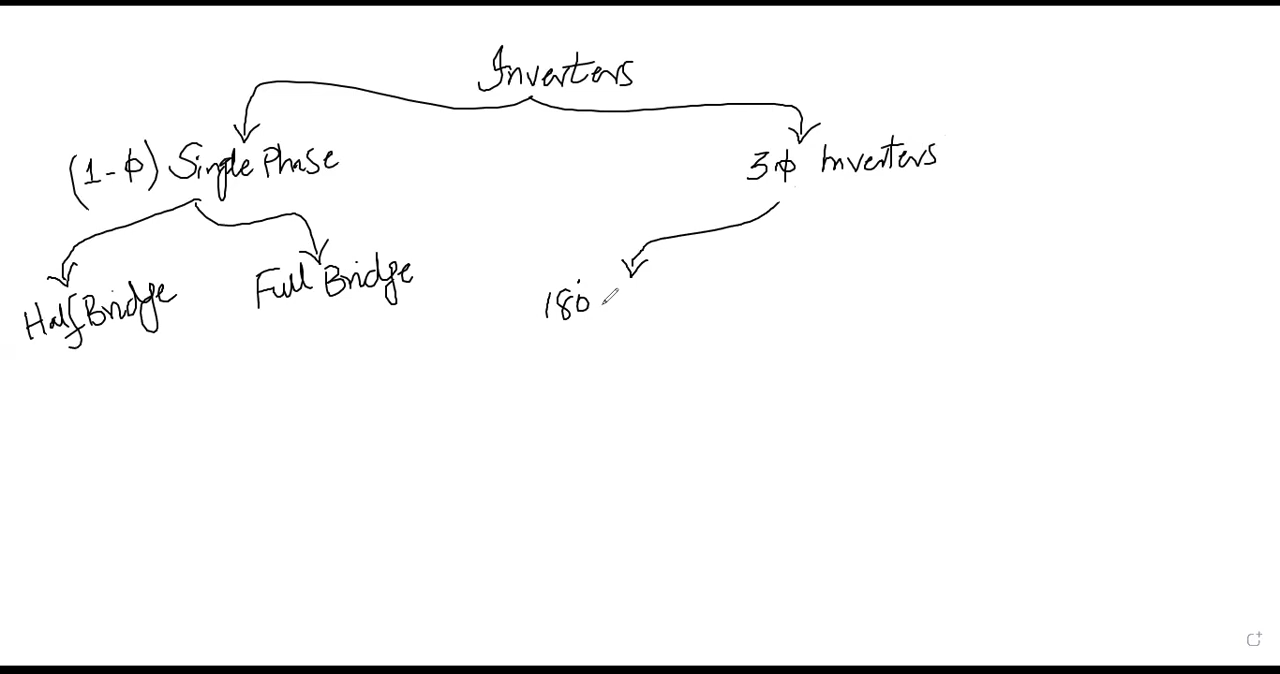 Inverters
(1-ϕ) Single Phase
3ϕ Inverters
Half Bridge
Full Bridge
180°